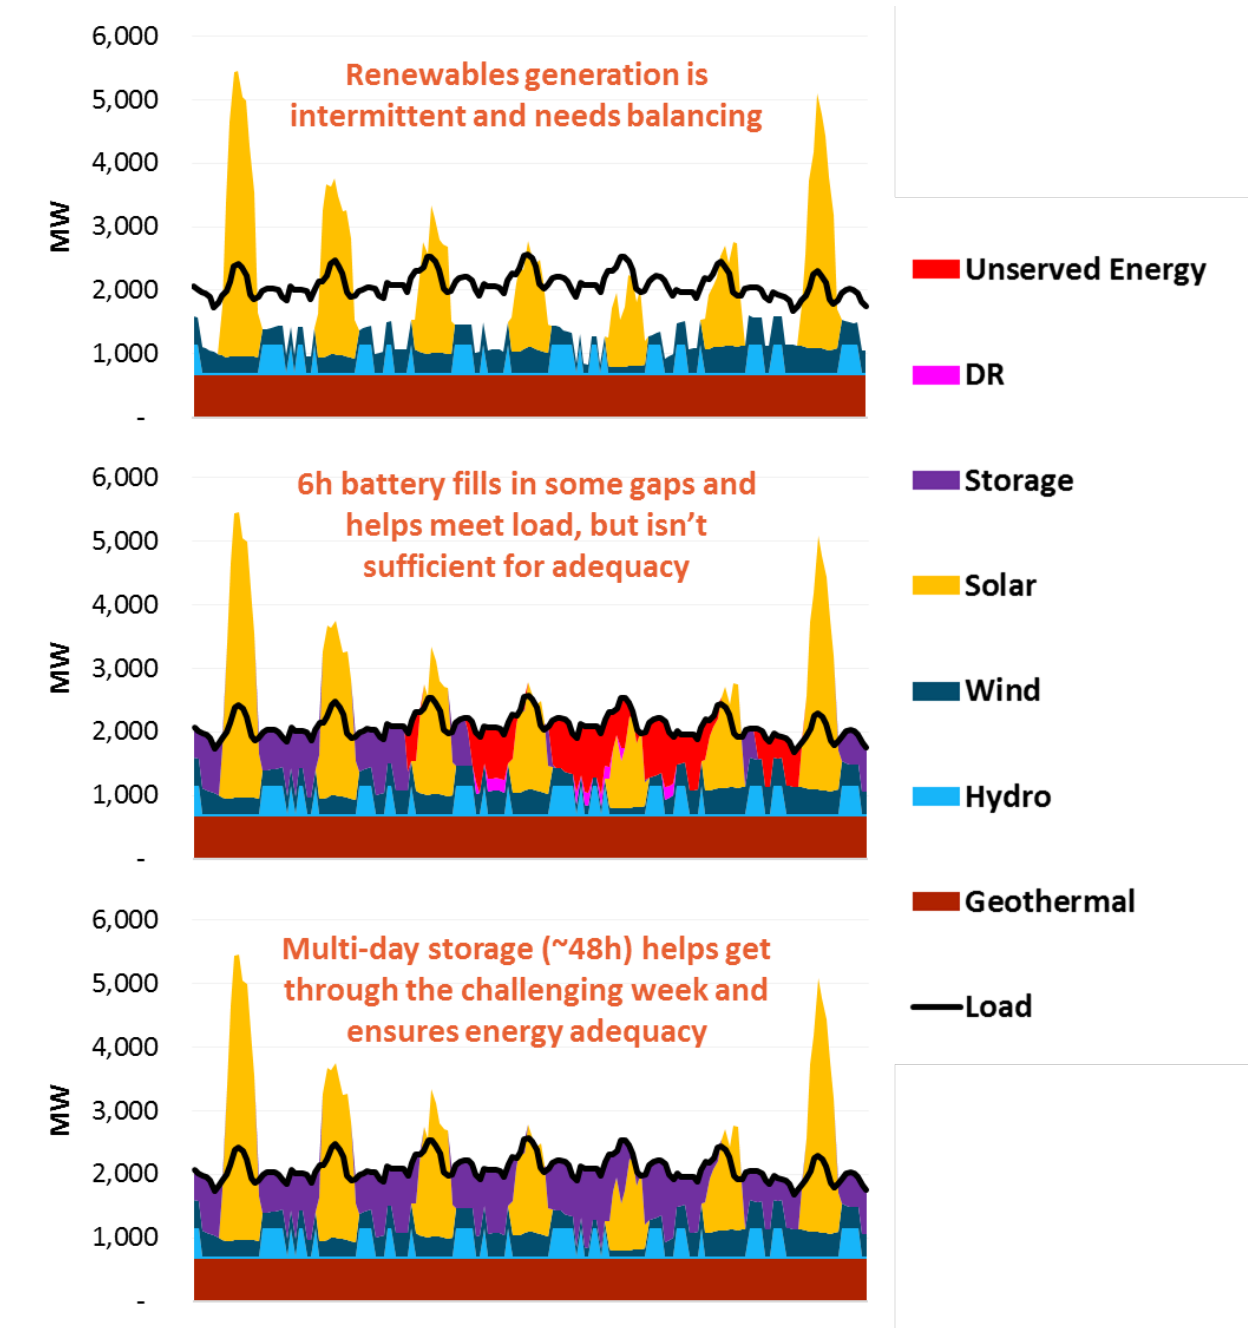 6,000
Renewables generation is
intermittent and needs balancing
5,000
4,000
MW
3,000
2,000
1,000
-
6,000
6h battery fills in some gaps and
helps meet load, but isn't
sufficient for adequacy
5,000
4,000
MW
3,000
2,000
1,000
-
6,000
Multi-day storage (~48h) helps get
through the challenging week and
ensures energy adequacy
5,000
4,000
MW
3,000
2,000
1,000
-
Unserved Energy
DR
Storage
Solar
Wind
Hydro
Geothermal
Load